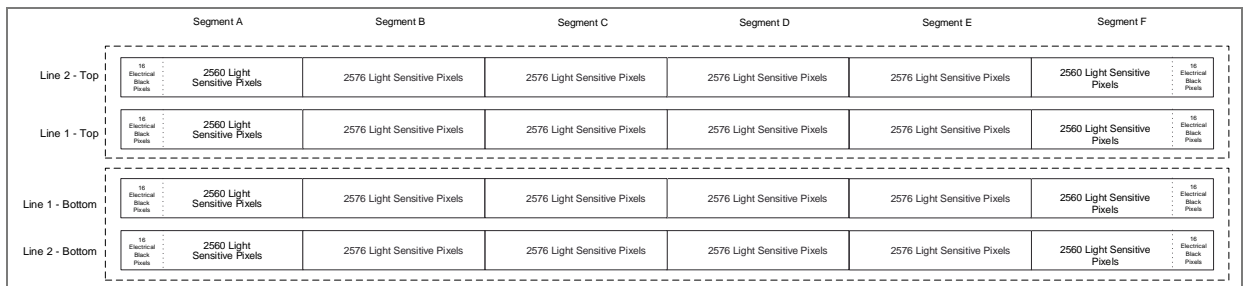 Segment A Segment B Segment C Segment D Segment E Segment F
Line 2 - Top
16
Electrical
Black
Pixels
2560 Light
Sensitive Pixels
2576 Light Sensitive Pixels
2576 Light Sensitive Pixels
2576 Light Sensitive Pixels
2576 Light Sensitive Pixels
2560 Light Sensitive
Pixels
16
Electrical
Black
Pixels
Line 1 - Top
16
Electrical
Black
Pixels
2560 Light
Sensitive Pixels
2576 Light Sensitive Pixels
2576 Light Sensitive Pixels
2576 Light Sensitive Pixels
2576 Light Sensitive Pixels
2560 Light Sensitive
Pixels
16
Electrical
Black
Pixels
Line 1 - Bottom
16
Electrical
Black
Pixels
2560 Light
Sensitive Pixels
2576 Light Sensitive Pixels
2576 Light Sensitive Pixels
2576 Light Sensitive Pixels
2576 Light Sensitive Pixels
2560 Light Sensitive
Pixels
16
Electrical
Black
Pixels
Line 2 - Bottom
16
Electrical
Black
Pixels
2560 Light
Sensitive Pixels
2576 Light Sensitive Pixels
2576 Light Sensitive Pixels
2576 Light Sensitive Pixels
2576 Light Sensitive Pixels
2560 Light Sensitive
Pixels
16
Electrical
Black
Pixels